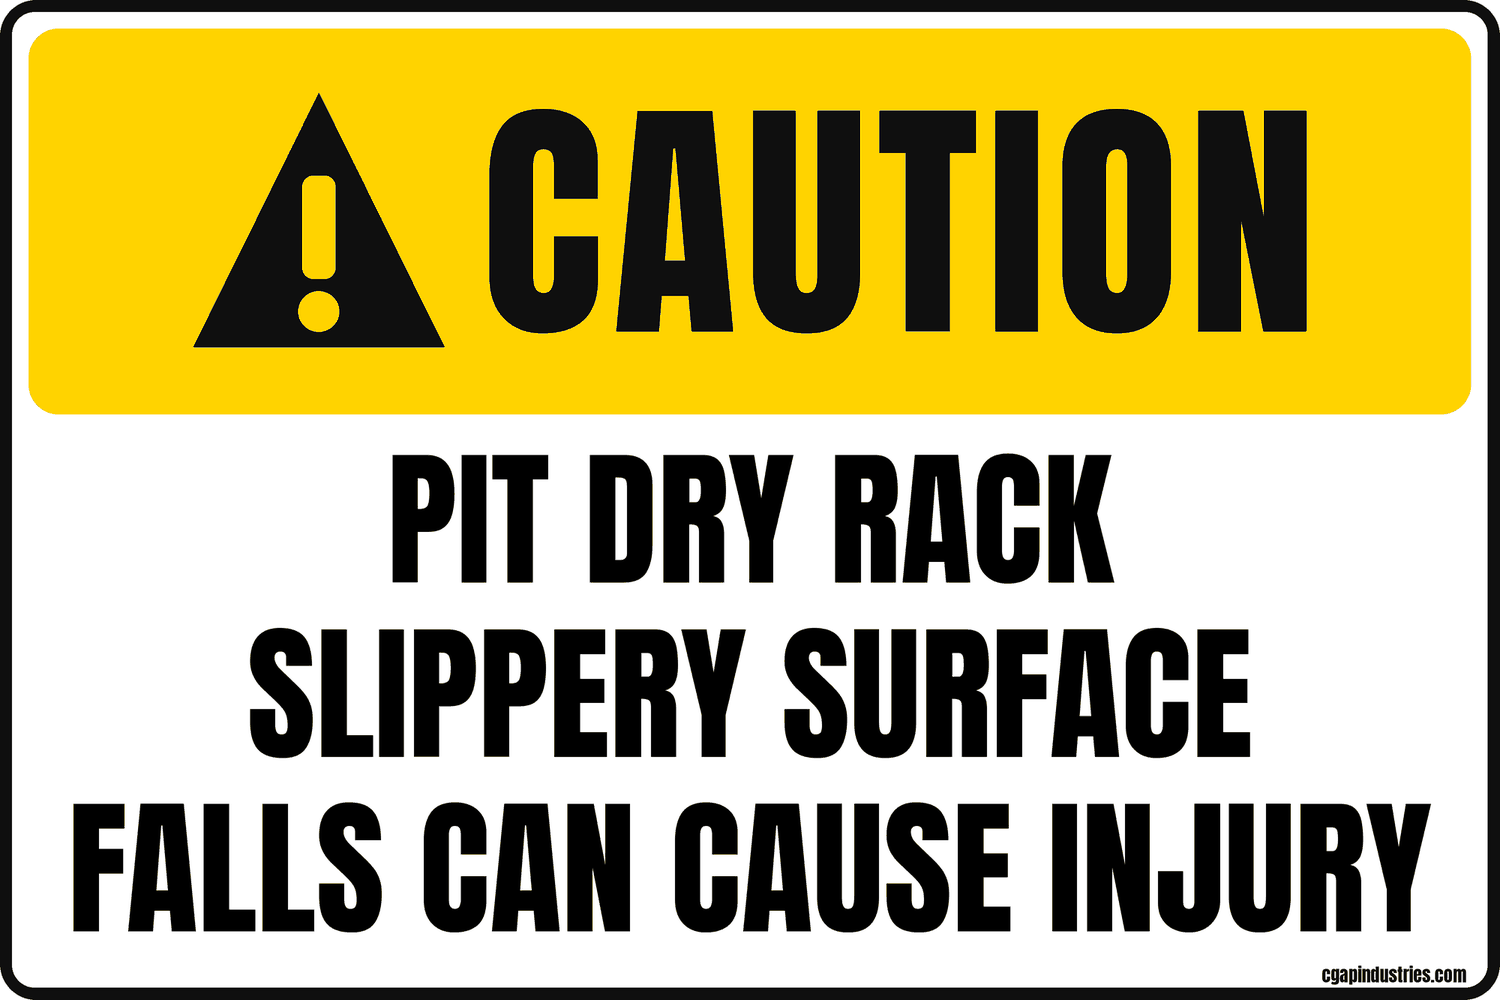 CAUTION
PIT DRY RACK
SLIPPERY SURFACE
FALLS CAN CAUSE INJURY
cgapindustries.com